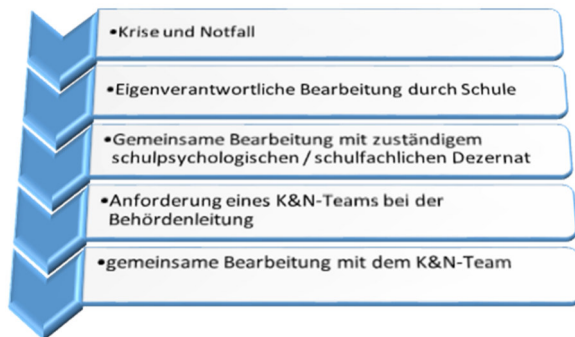 •Krise und Notfall
•Eigenverantwortliche Bearbeitung durch Schule
•Gemeinsame Bearbeitung mit zuständigem
schulpsychologischen / schulfachlichen Dezernat
•Anforderung eines K&N-Teams bei der
Behördenleitung
•gemeinsame Bearbeitung mit dem K&N-Team